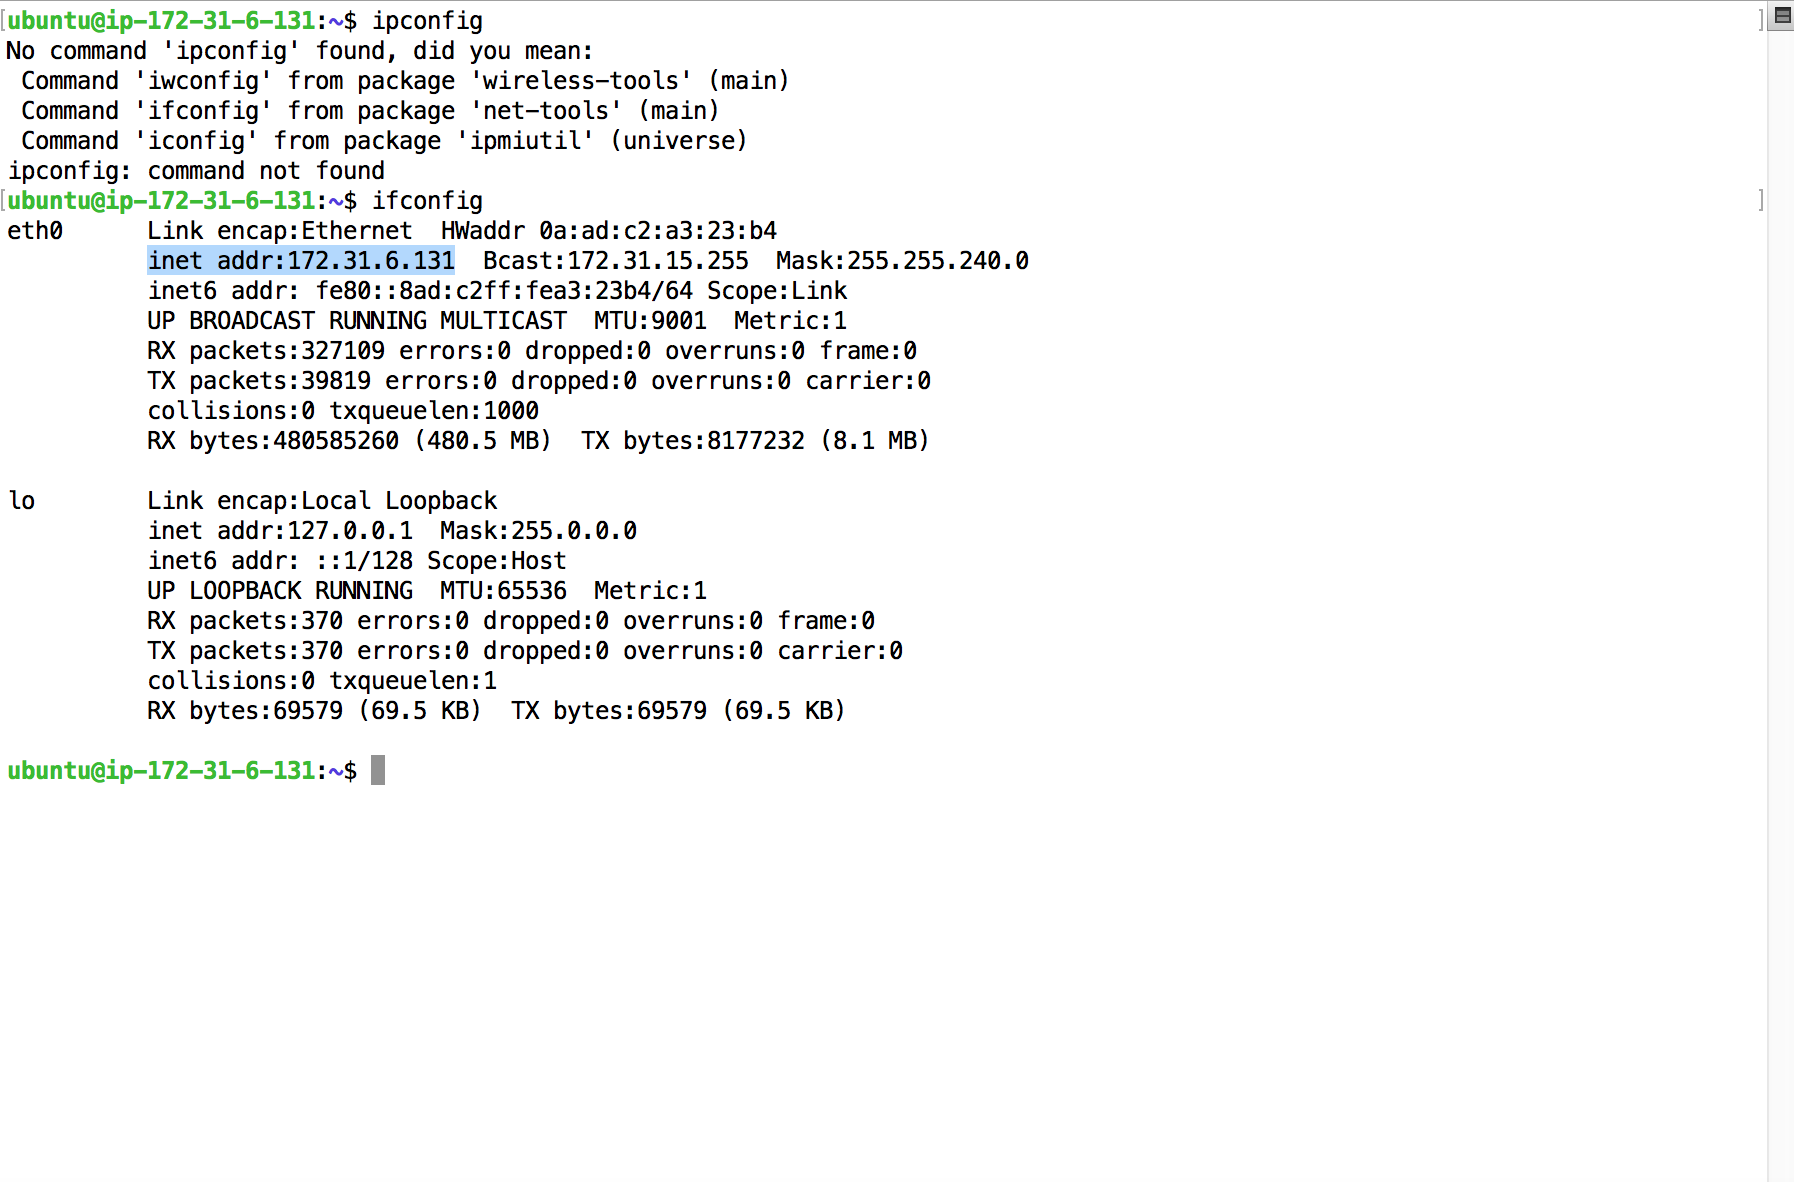 [ubuntu@ip-172-31-6-131:~$ ipconfig ]
No command 'ipconfig' found, did you mean:
 Command 'iwconfig' from package 'wireless-tools' (main)
 Command 'ifconfig' from package 'net-tools' (main)
 Command 'iconfig' from package 'ipmiutil' (universe)
ipconfig: command not found
[ubuntu@ip-172-31-6-131:~$ ifconfig ]
eth0      Link encap:Ethernet  HWaddr 0a:ad:c2:a3:23:b4
          inet addr:172.31.6.131  Bcast:172.31.15.255  Mask:255.255.240.0
          inet6 addr: fe80::8ad:c2ff:fea3:23b4/64 Scope:Link
          UP BROADCAST RUNNING MULTICAST  MTU:9001  Metric:1
          RX packets:327109 errors:0 dropped:0 overruns:0 frame:0
          TX packets:39819 errors:0 dropped:0 overruns:0 carrier:0
          collisions:0 txqueuelen:1000
          RX bytes:480585260 (480.5 MB)  TX bytes:8177232 (8.1 MB)

lo        Link encap:Local Loopback
          inet addr:127.0.0.1  Mask:255.0.0.0
          inet6 addr: ::1/128 Scope:Host
          UP LOOPBACK RUNNING  MTU:65536  Metric:1
          RX packets:370 errors:0 dropped:0 overruns:0 frame:0
          TX packets:370 errors:0 dropped:0 overruns:0 carrier:0
          collisions:0 txqueuelen:1
          RX bytes:69579 (69.5 KB)  TX bytes:69579 (69.5 KB)

ubuntu@ip-172-31-6-131:~$